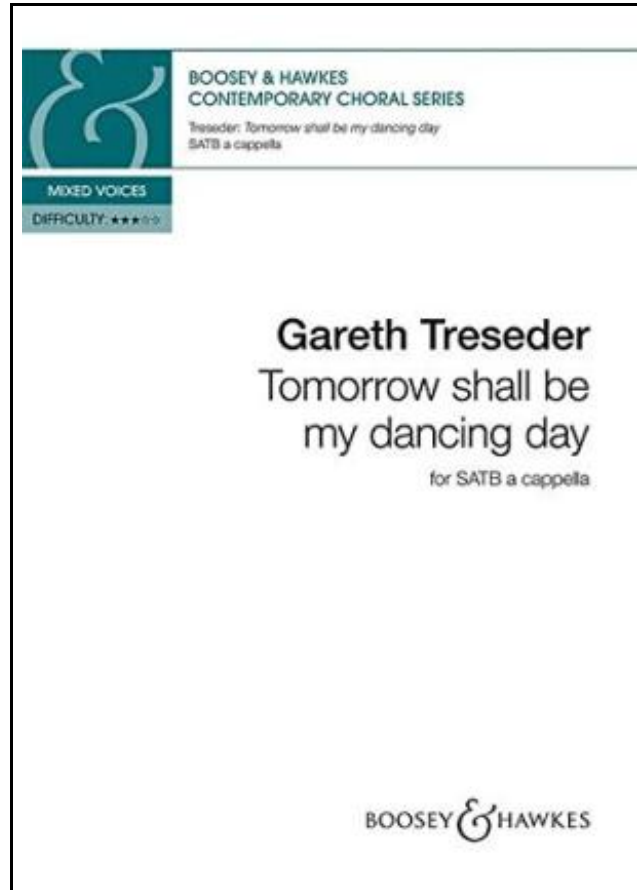 BOOSEY & HAWKES
CONTEMPORARY CHORAL SERIES
Treseder: Tomorrow shall be my dancing day
SATB a cappella
MIXED VOICES
DIFFICULTY: ★★★☆☆
Gareth Treseder
Tomorrow shall be
my dancing day
for SATB a cappella
BOOSEY & HAWKES